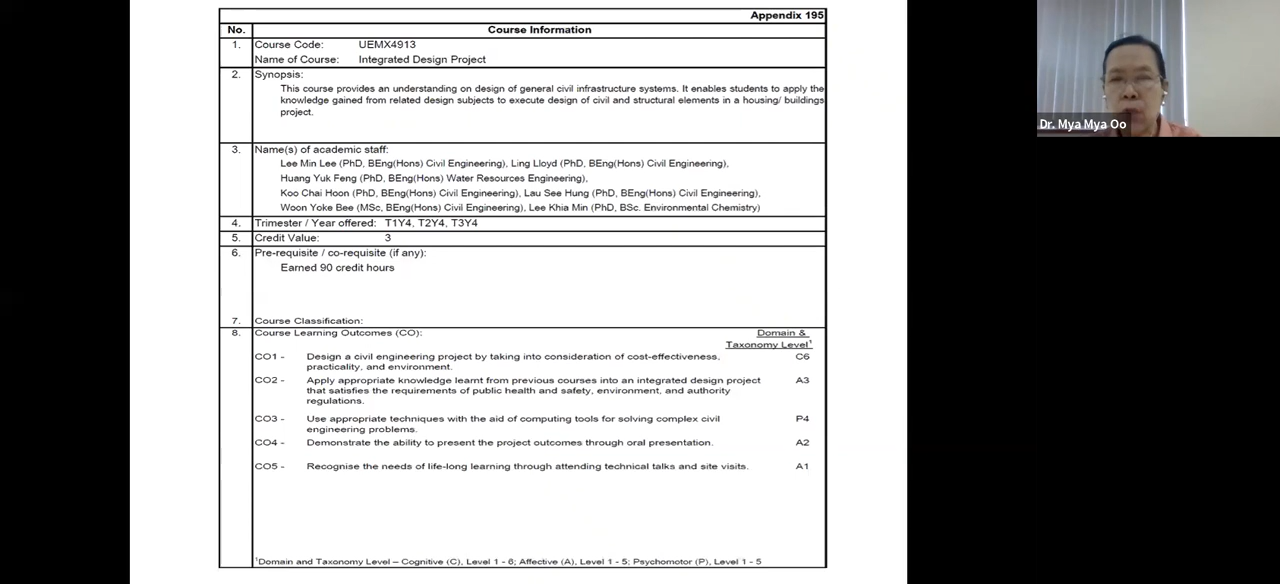 Appendix 195
No. Course Information
1. Course Code: UEMX4913
Name of Course: Integrated Design Project
2. Synopsis:
This course provides an understanding on design of general civil infrastructure systems. It enables students to apply the
knowledge gained from related design subjects to execute design of civil and structural elements in a housing/ buildings
project.
3. Name(s) of academic staff:
Lee Min Lee (PhD, BEng(Hons) Civil Engineering), Ling Lloyd (PhD, BEng(Hons) Civil Engineering),
Huang Yuk Feng (PhD, BEng(Hons) Water Resources Engineering),
Koo Chai Hoon (PhD, BEng(Hons) Civil Engineering), Lau See Hung (PhD, BEng(Hons) Civil Engineering),
Woon Yoke Bee (MSc, BEng(Hons) Civil Engineering), Lee Khia Min (PhD, BSc. Environmental Chemistry)
4. Trimester / Year offered: T1Y4, T2Y4, T3Y4
5. Credit Value: 3
6. Pre-requisite / co-requisite (if any):
Earned 90 credit hours
7. Course Classification:
8. Course Learning Outcomes (CO): Domain &
Taxonomy Level1
CO1 - Design a civil engineering project by taking into consideration of cost-effectiveness, C6
practicality, and environment.
CO2 - Apply appropriate knowledge learnt from previous courses into an integrated design project A3
that satisfies the requirements of public health and safety, environment, and authority
regulations.
CO3 - Use appropriate techniques with the aid of computing tools for solving complex civil P4
engineering problems.
CO4 - Demonstrate the ability to present the project outcomes through oral presentation. A2
CO5 - Recognise the needs of life-long learning through attending technical talks and site visits. A1
1Domain and Taxonomy Level – Cognitive (C), Level 1 - 6; Affective (A), Level 1 - 5; Psychomotor (P), Level 1 - 5
Dr. Mya Mya Oo